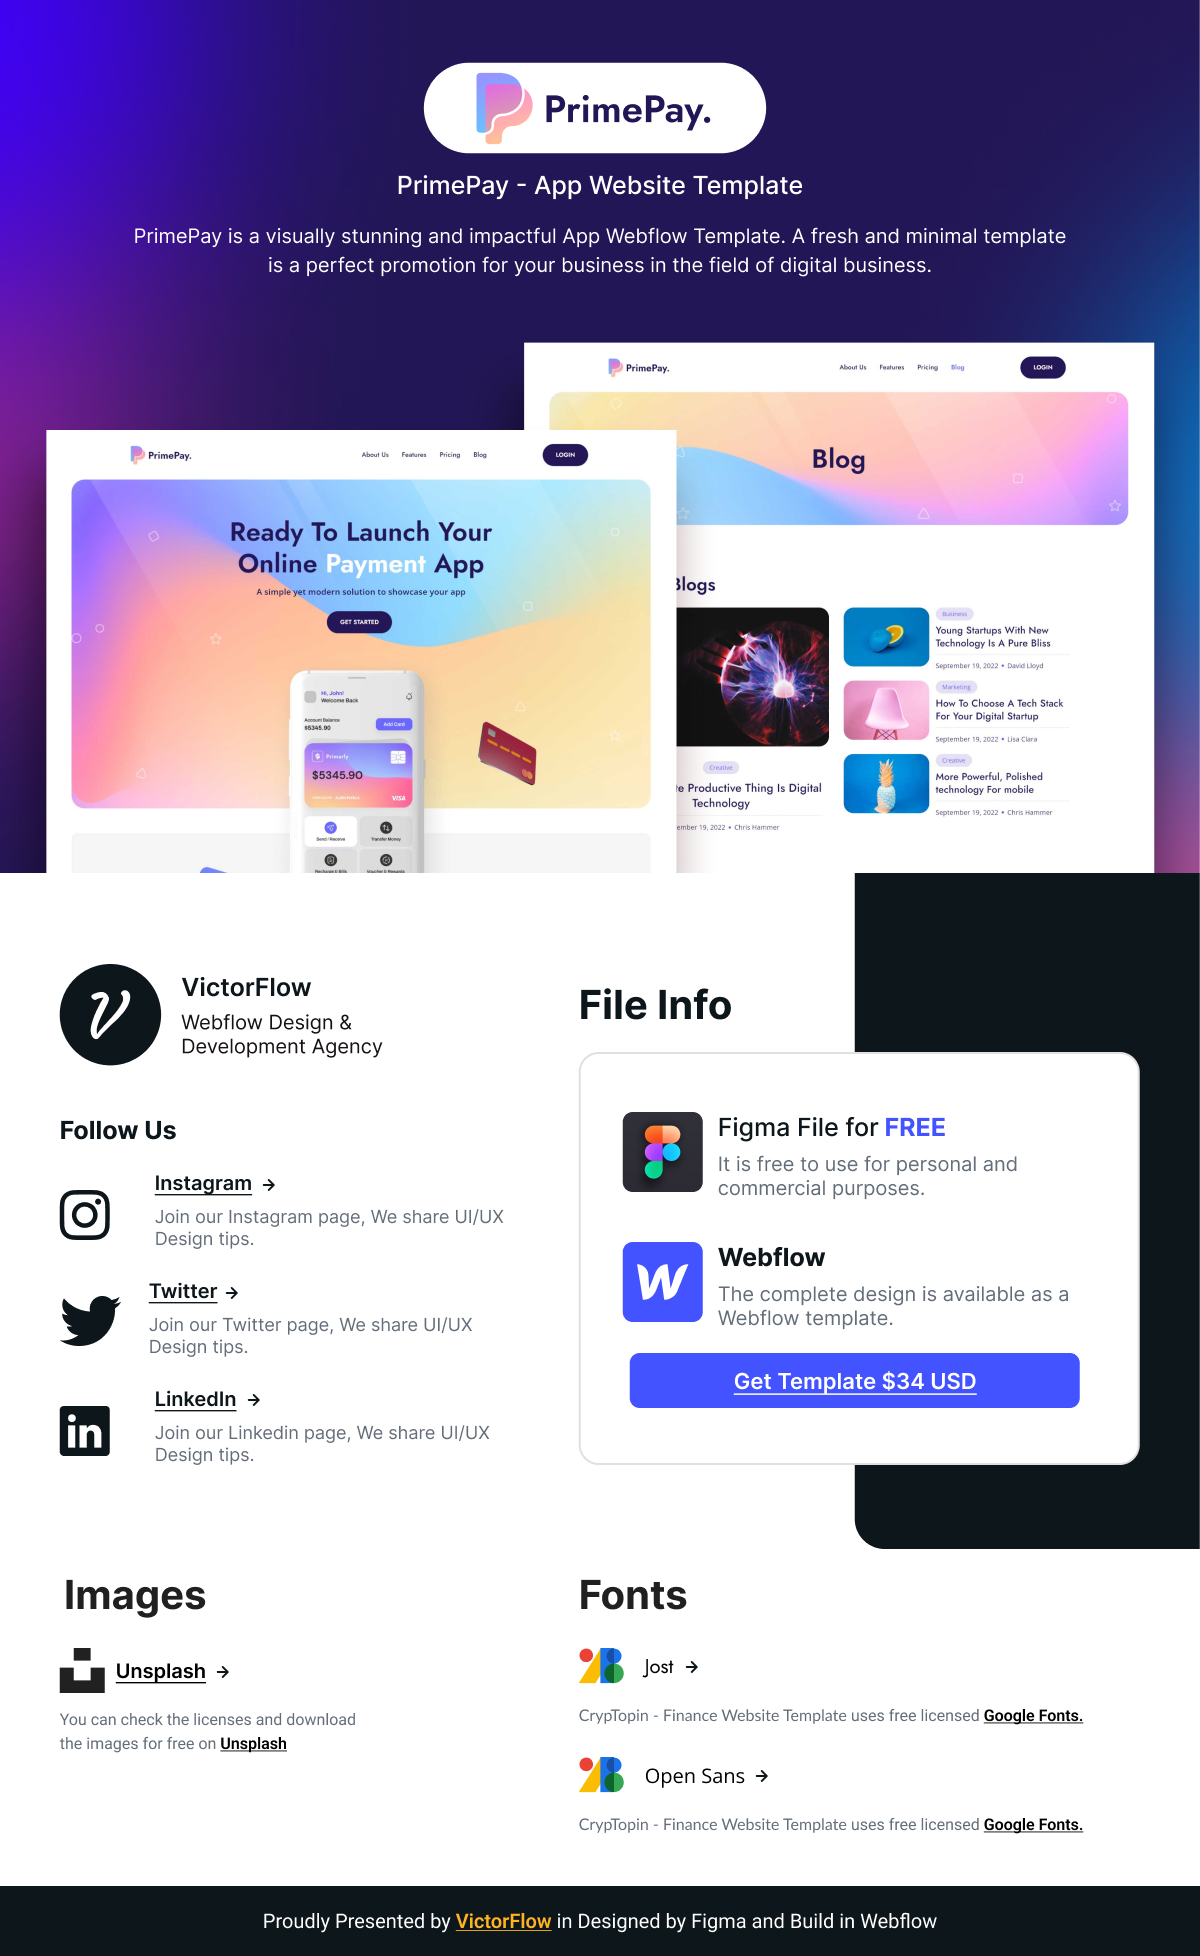 PrimePay.
PrimePay - App Website Template
PrimePay is a visually stunning and impactful App Webflow Template. A fresh and minimal template
is a perfect promotion for your business in the field of digital business.
PrimePay.
About Us Features Pricing Blog
LOGIN
Blog
Blogs
Productive Thing Is Digital
Technology
Creative
19, 2022 • Chris Hammer
Business
Young Startups With New
Technology Is A Pure Bliss
September 19, 2022 • David Lloyd
Marketing
How To Choose A Tech Stack
For Your Digital Startup
September 19, 2022 • Lisa Clara
Creative
More Powerful, Polished
technology For mobile
September 19, 2022 • Chris Hammer
PrimePay.
About Us Features Pricing Blog
LOGIN
Ready To Launch Your
Online Payment App
A simple yet modern solution to showcase your app
GET STARTED
Hi, John!
Welcome Back
Account Balance
$5345.90
Add Card
Primarly
$5345.90
VISA
Send / Receive
Transfer Money
Recharge & Bills
Voucher & Rewards
VictorFlow
Webflow Design &
Development Agency
Follow Us
Instagram →
Join our Instagram page, We share UI/UX
Design tips.
Twitter →
Join our Twitter page, We share UI/UX
Design tips.
LinkedIn →
Join our Linkedin page, We share UI/UX
Design tips.
File Info
Figma File for FREE
It is free to use for personal and
commercial purposes.
Webflow
The complete design is available as a
Webflow template.
Get Template $34 USD
Images
Unsplash →
You can check the licenses and download
the images for free on Unsplash
Fonts
Jost →
CrypTopin - Finance Website Template uses free licensed Google Fonts.
Open Sans →
CrypTopin - Finance Website Template uses free licensed Google Fonts.
Proudly Presented by VictorFlow in Designed by Figma and Build in Webflow